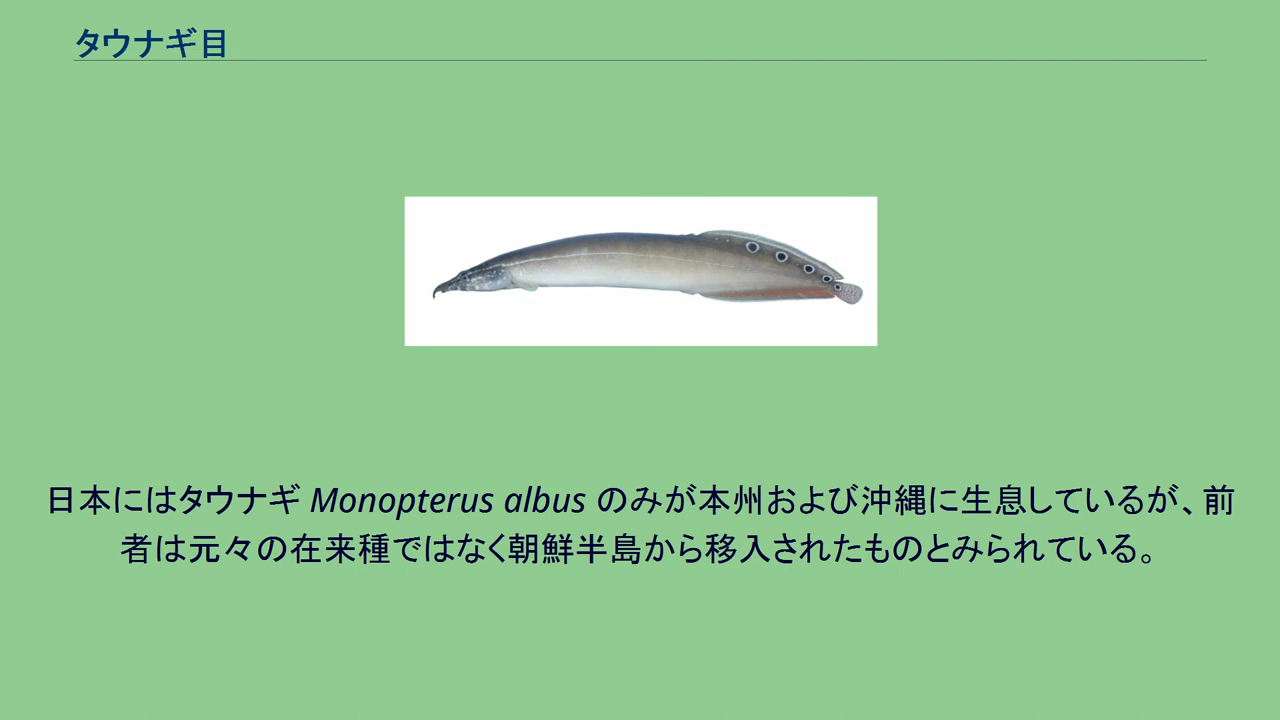 タウナギ目
日本にはタウナギ Monopterus albus のみが本州および沖縄に生息しているが、前
者は元々の在来種ではなく朝鮮半島から移入されたものとみられている。